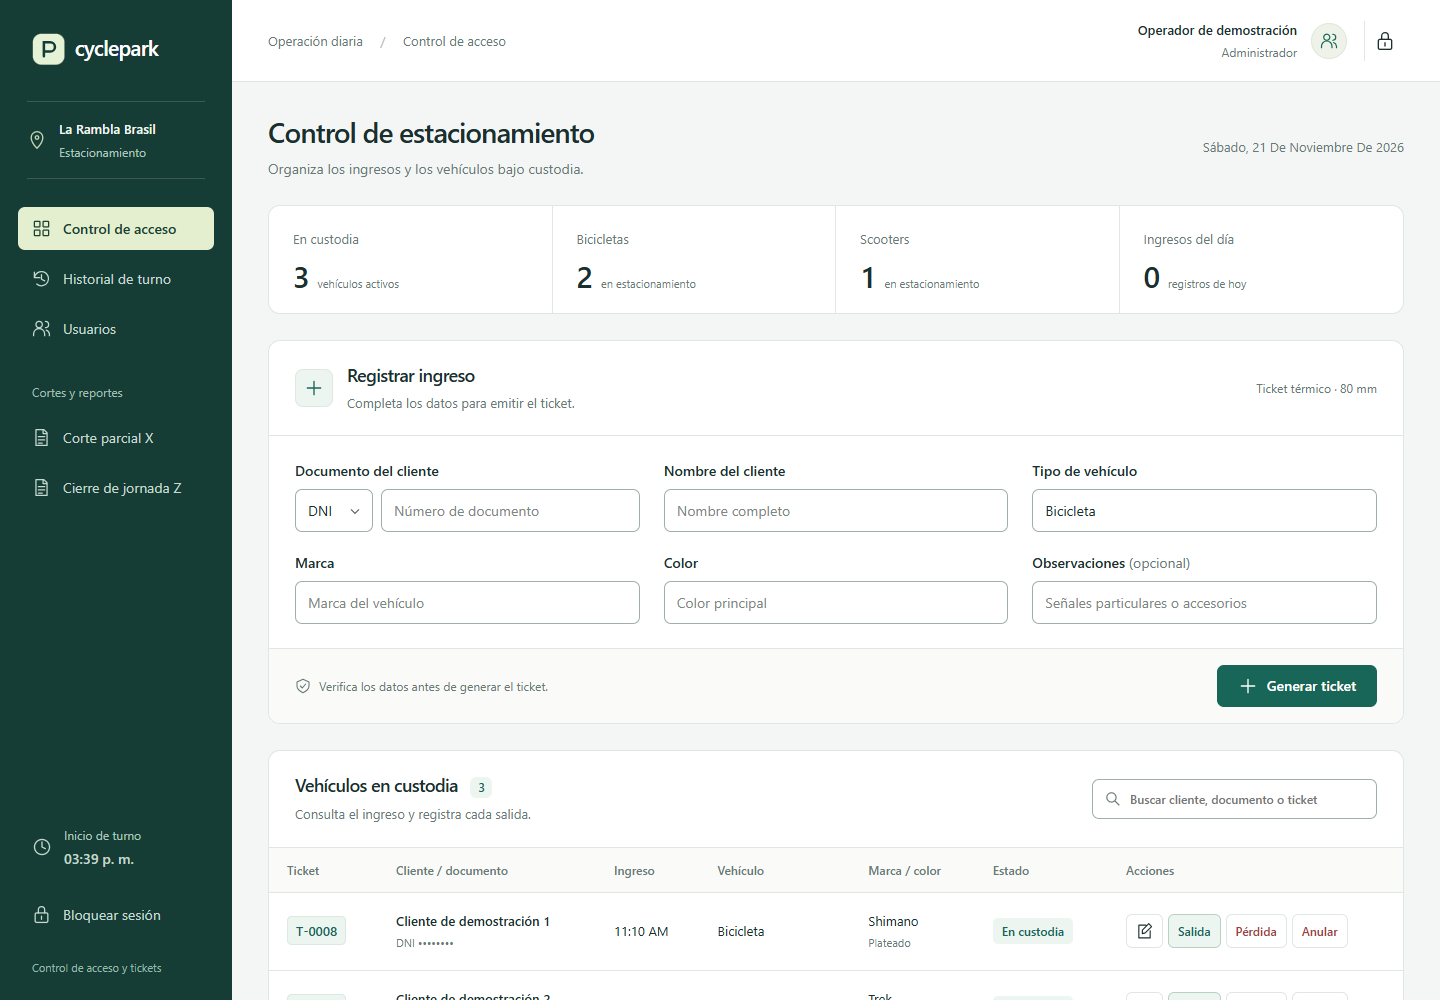 P cyclepark
La Rambla Brasil
Estacionamiento
Control de acceso
Historial de turno
Usuarios
Cortes y reportes
Corte parcial X
Cierre de jornada Z
Inicio de turno
03:39 p. m.
Bloquear sesión
Control de acceso y tickets
Operación diaria / Control de acceso
Operador de demostración
Administrador
Control de estacionamiento
Organiza los ingresos y los vehículos bajo custodia.
Sábado, 21 De Noviembre De 2026
En custodia
3 vehículos activos
Bicicletas
2 en estacionamiento
Scooters
1 en estacionamiento
Ingresos del día
0 registros de hoy
Registrar ingreso
Completa los datos para emitir el ticket.
Ticket térmico · 80 mm
Documento del cliente
DNI
Número de documento
Nombre del cliente
Nombre completo
Tipo de vehículo
Bicicleta
Marca
Marca del vehículo
Color
Color principal
Observaciones (opcional)
Señales particulares o accesorios
Verifica los datos antes de generar el ticket.
Generar ticket
Vehículos en custodia 3
Consulta el ingreso y registra cada salida.
Buscar cliente, documento o ticket
Ticket Cliente / documento Ingreso Vehículo Marca / color Estado Acciones
T-0008
Cliente de demostración 1
DNI ••••••••
11:10 AM
Bicicleta
Shimano
Plateado
En custodia
Salida
Pérdida
Anular
Cliente de demostración 2
Trek